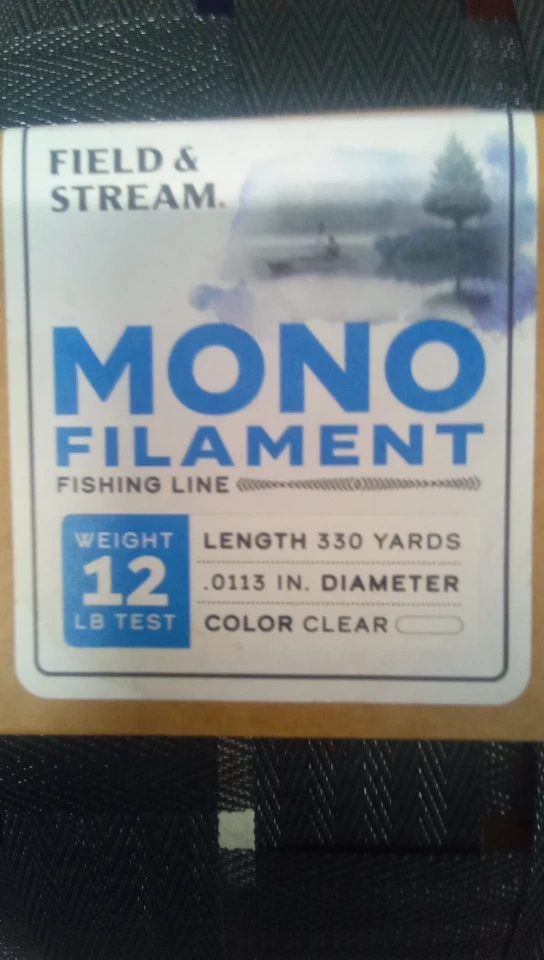 FIELD &
STREAM.
MONO
FILAMENT
FISHING LINE
WEIGHT
12
LB TEST
LENGTH 330 YARDS
.0113 IN. DIAMETER
COLOR CLEAR